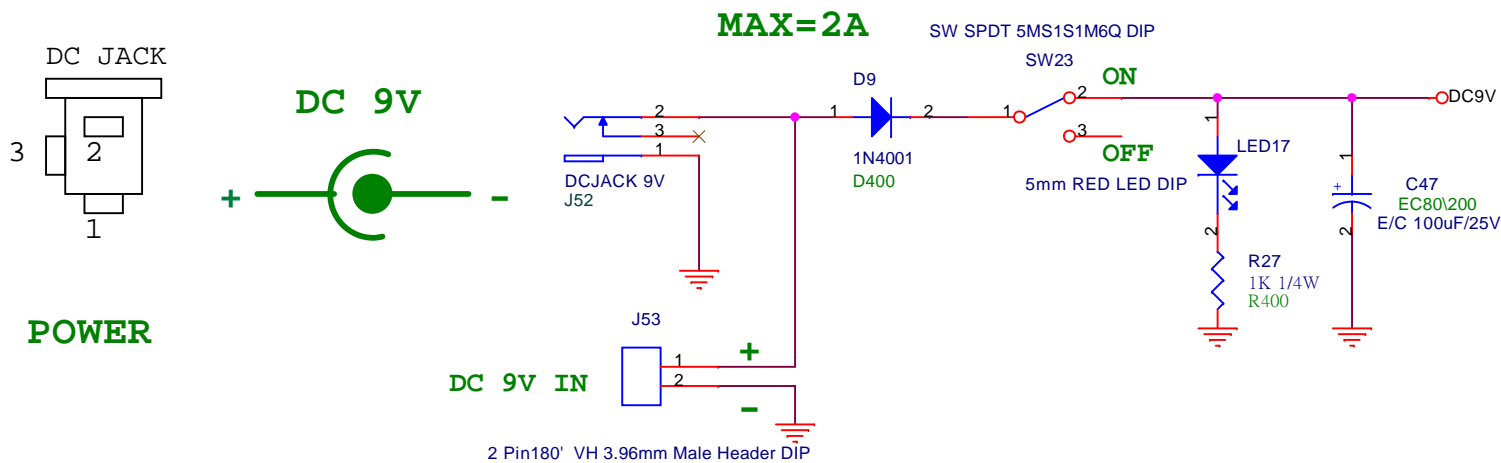 MAX=2A
SW SPDT 5MS1S1M6Q DIP
SW23
DC JACK
DC 9V
D9
ON
1
2
1
2
DC9V
2
3
1
3
OFF
1N4001
D400
DCJACK 9V
J52
5mm RED LED DIP
LED17
1
2
3
2
1
+
-
1
2
+
C47
EC80\200
E/C 100uF/25V
R27
1K 1/4W
R400
POWER
J53
DC 9V IN
1
2
+
-
2 Pin180' VH 3.96mm Male Header DIP